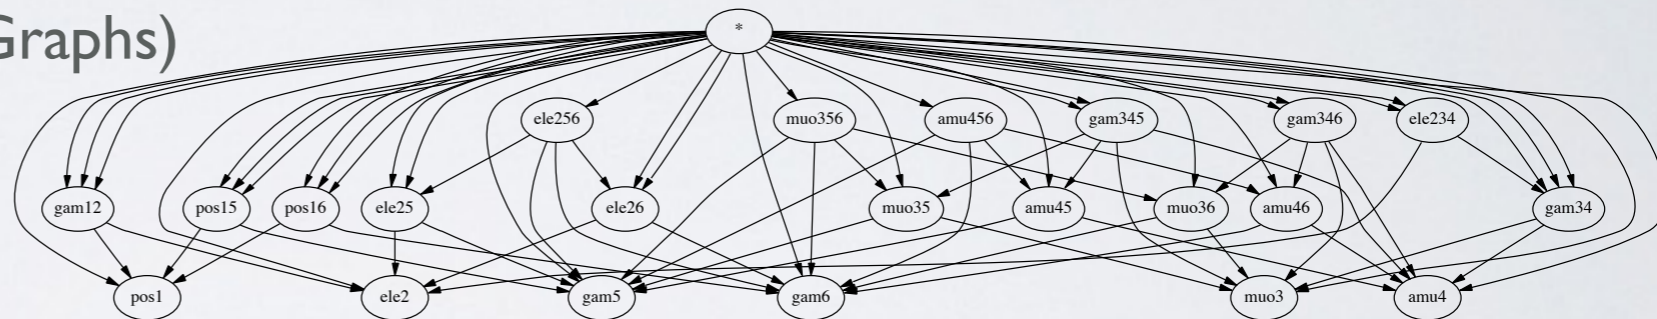 Graphs)
*
ele256 muo356 amu456 gam345 gam346 ele234
gam12 pos15 pos16 ele25 ele26 muo35 amu45 muo36 amu46 gam34
pos1 ele2 gam5 gam6 muo3 amu4